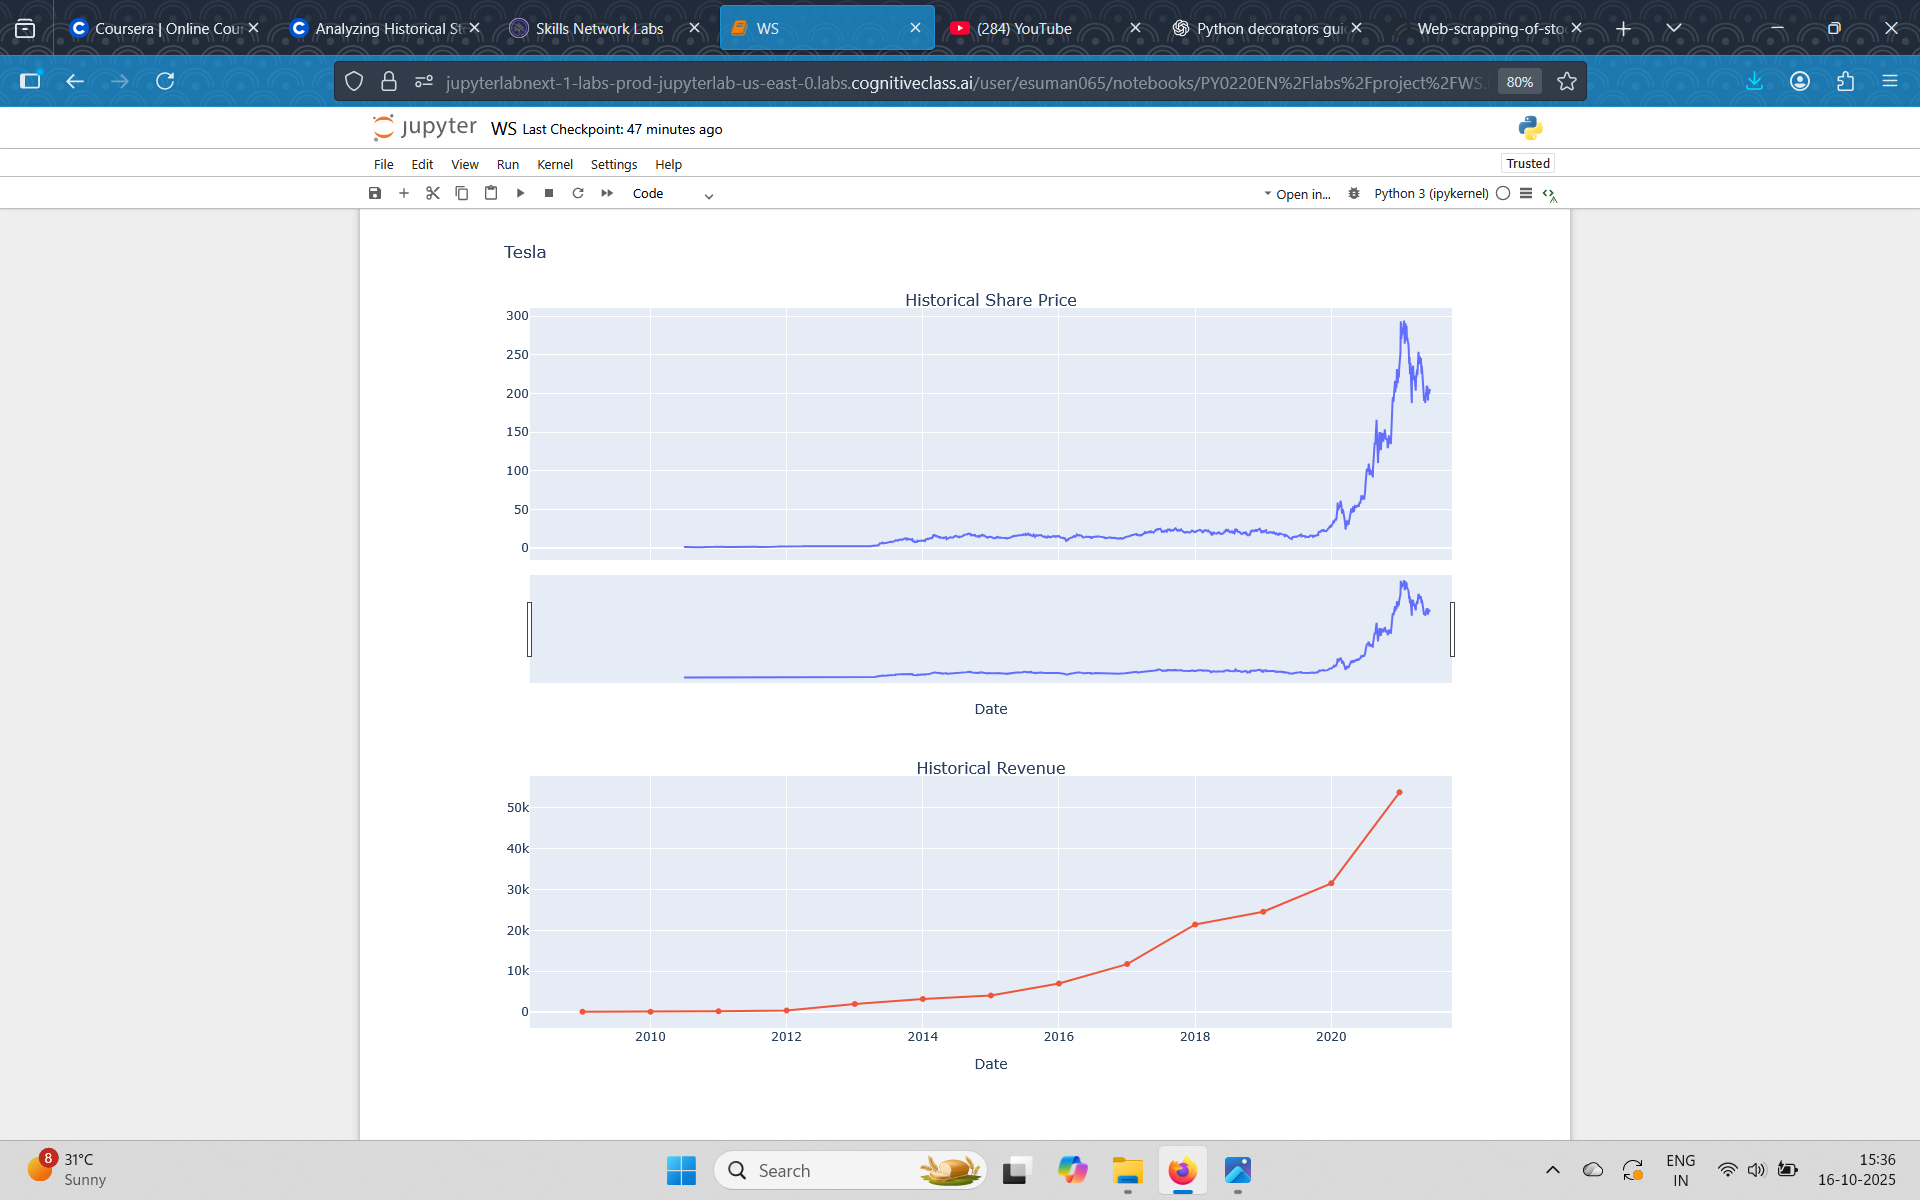 Coursera | Online Cour
Analyzing Historical St
Skills Network Labs
WS
(284) YouTube
Python decorators gui
Web-scrapping-of-sto
jupyterlabnext-1-labs-prod-jupyterlab-us-east-0.labs.cognitiveclass.ai/user/esuman065/notebooks/PY0220EN%2Flabs%2Fproject%2FWS.
80%
jupyter WS Last Checkpoint: 47 minutes ago
File Edit View Run Kernel Settings Help
Trusted
Code
Open in...
Python 3 (ipykernel)
Tesla
Historical Share Price
300
250
200
150
100
50
0
Date
Historical Revenue
50k
40k
30k
20k
10k
0
2010 2012 2014 2016 2018 2020
Date
8
31°C
Sunny
Search
ENG
IN
15:36
16-10-2025